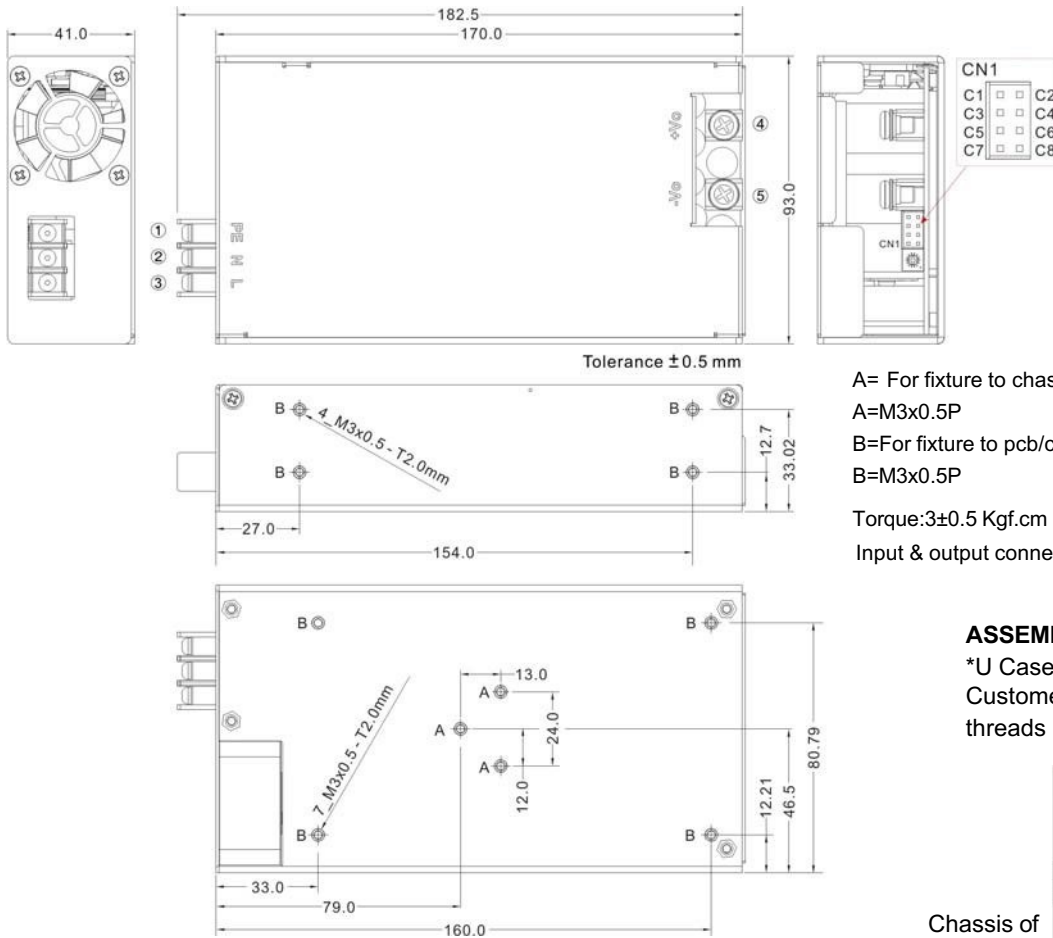 182.5
170.0
41.0
CN1
C1 C2
C3 C4
C5 C6
C7 C8
+Vo
④
-Vo
⑤
93.0
①
②
③
PE N L
CN1
Tolerance ±0.5 mm
B
B
4_M3x0.5-T2.0mm
B
B
12.7
33.02
27.0
154.0
A= For fixture to chas
A=M3x0.5P
B=For fixture to pcb/o
B=M3x0.5P
Torque:3±0.5 Kgf.cm
Input & output conne
B
B
13.0
A
A
24.0
A
12.0
7_M3x0.5-T2.0mm
B
B
12.21
46.5
80.79
33.0
79.0
160.0
ASSEMB
*U Case
Custome
threads
Chassis of